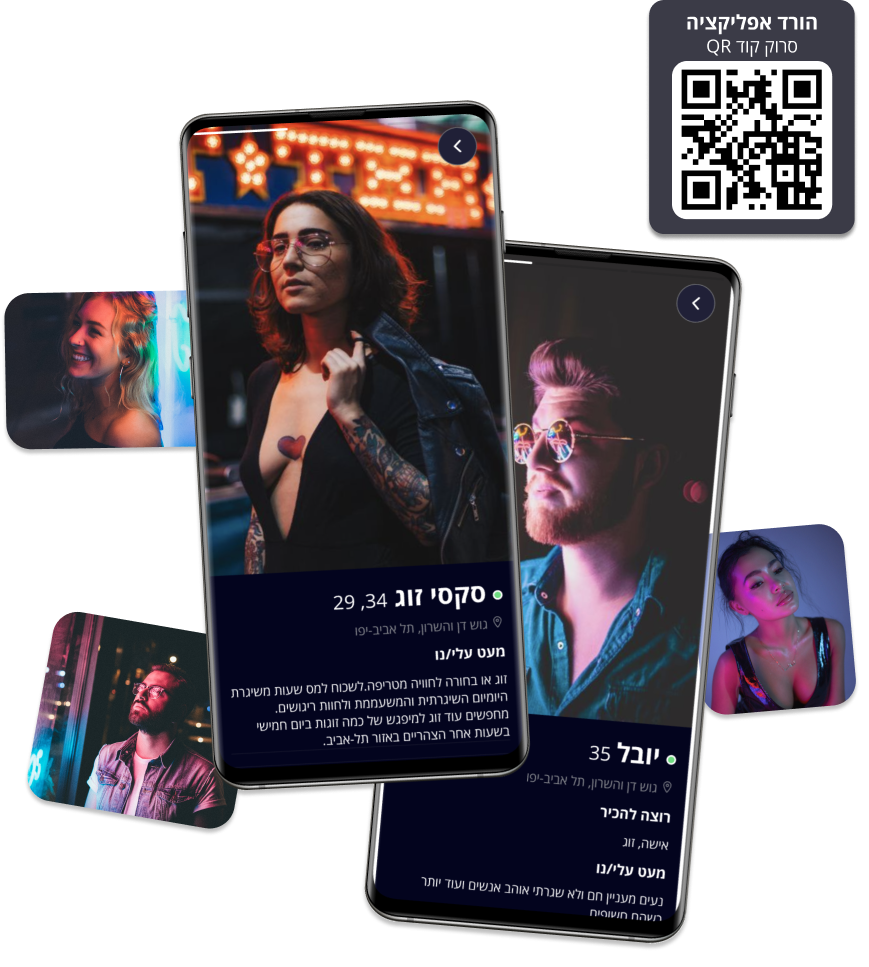 הורד אפליקציה
סרוק קוד QR
סקסי זוג 34, 29
גוש דן והשרון, תל אביב-יפו
מעט עלי/נו
זוג או בחורה לחוויה מטריפה.לשכוח למס שעות משיגרת
היומיום השיגרתית והמשעממת ולחוות ריגושים.
מחפשים עוד זוג למיפגש של כמה זוגות ביום חמישי
בשעות אחר הצהריים באזור תל-אביב.
יובל 35
גוש דן והשרון, תל אביב-יפו
רוצה להכיר
אישה, זוג
מעט עלי/נו
נעים מעניין חם ולא שגרתי אוהב אנשים ועוד יותר
כשהם חשופים